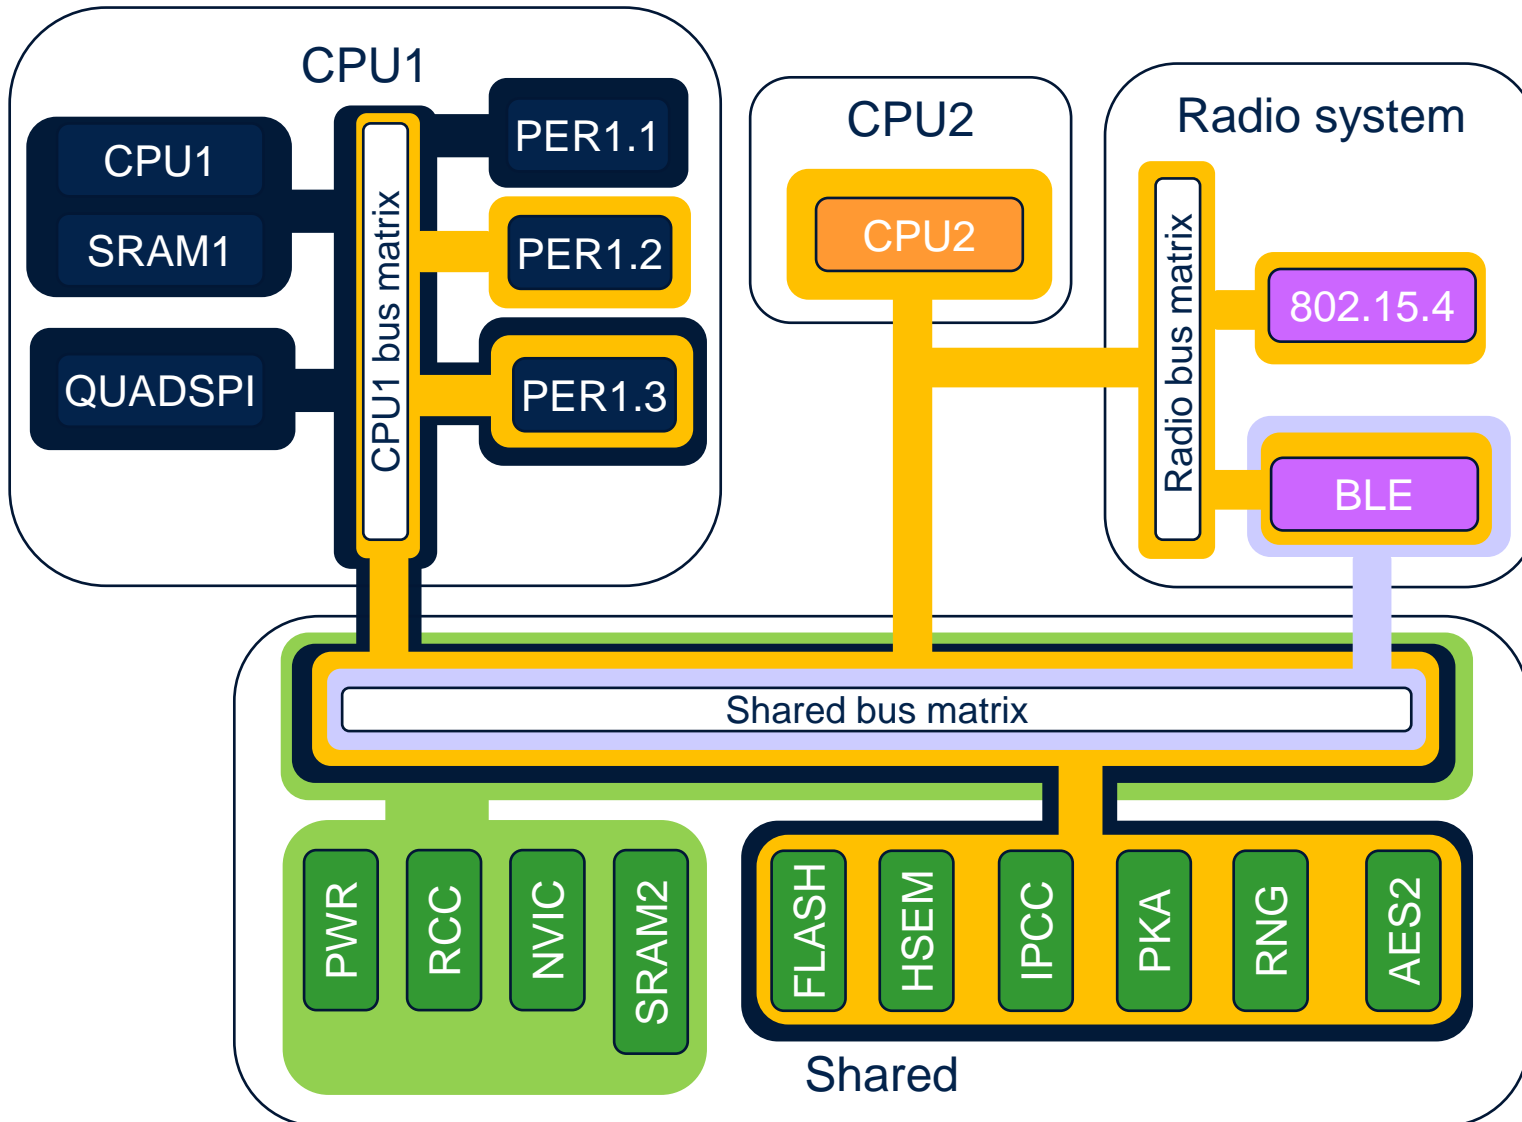 CPU1
CPU1
SRAM1
QUADSPI
CPU1 bus matrix
PER1.1
PER1.2
PER1.3
CPU2
CPU2
Radio system
Radio bus matrix
802.15.4
BLE
Shared bus matrix
PWR
RCC
NVIC
SRAM2
FLASH
HSEM
IPCC
PKA
RNG
AES2
Shared